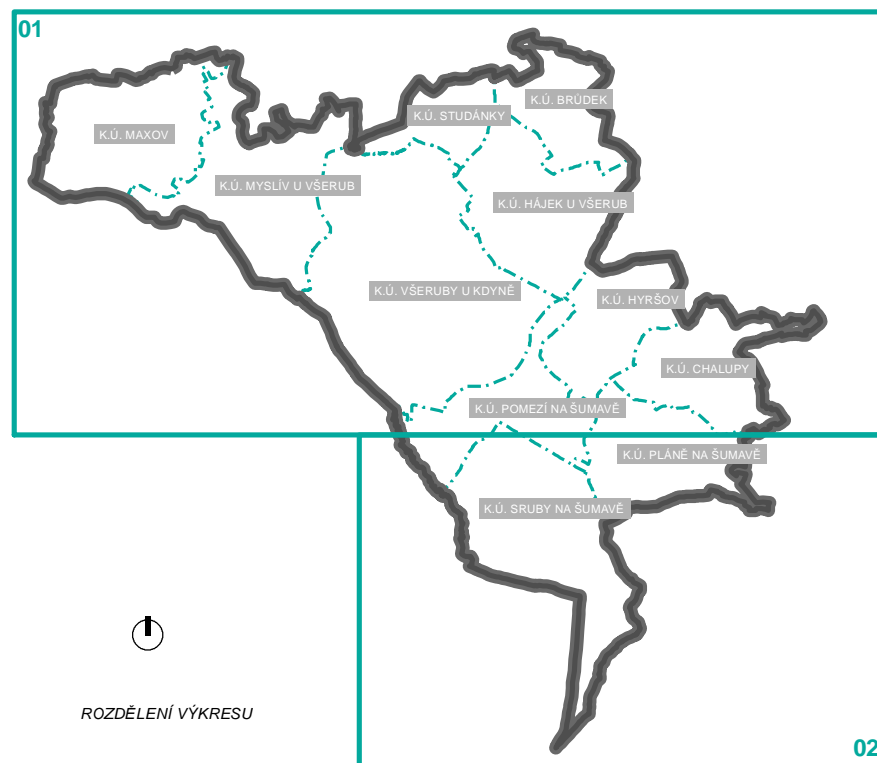 01
K.Ú. BRŮDEK
K.Ú. STUDÁNKY
K.Ú. MAXOV
K.Ú. MYSLÍV U VŠERUB
K.Ú. HÁJEK U VŠERUB
K.Ú. VŠERUBY U KDYNĚ
K.Ú. HYRŠOV
K.Ú. CHALUPY
K.Ú. POMEZÍ NA ŠUMAVĚ
K.Ú. PLÁNĚ NA ŠUMAVĚ
K.Ú. SRUBY NA ŠUMAVĚ
ROZDĚLENÍ VÝKRESU
02